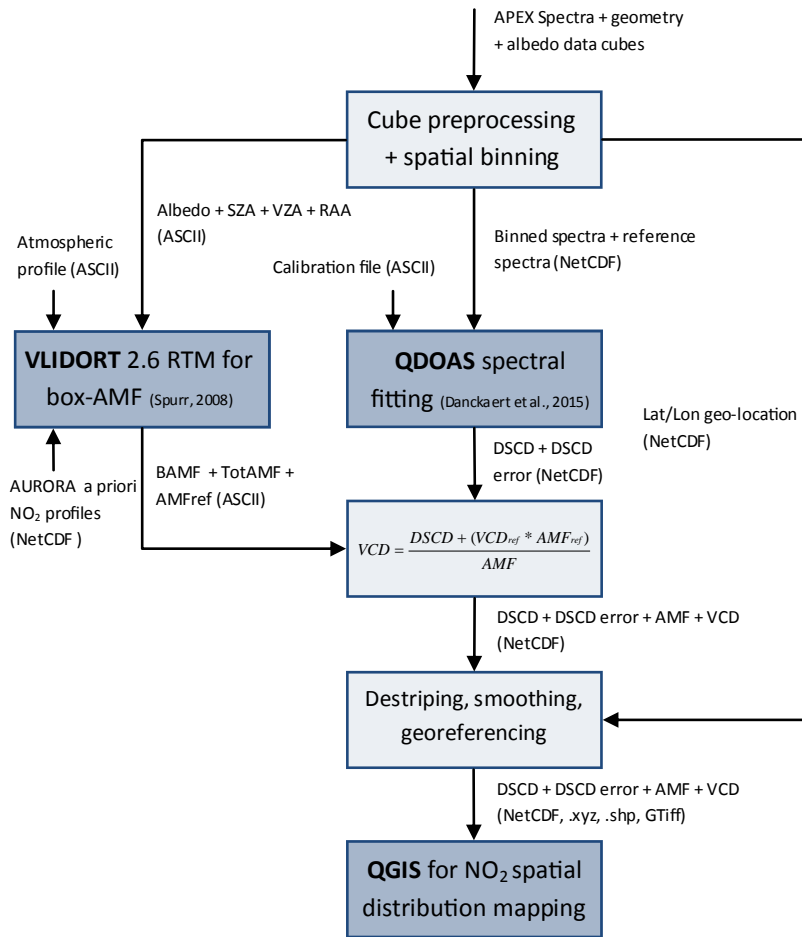 APEX Spectra + geometry
+ albedo data cubes
Cube preprocessing
+ spatial binning
Albedo + SZA + VZA + RAA
(ASCII)
Binned spectra + reference
spectra (NetCDF)
Atmospheric
profile (ASCII)
Calibration file (ASCII)
VLIDORT 2.6 RTM for
box-AMF (Spurr, 2008)
QDOAS spectral
fitting (Danckaert et al., 2015)
Lat/Lon geo-location
(NetCDF)
AURORA a priori
NO₂ profiles
(NetCDF )
BAMF + TotAMF +
AMFref (ASCII)
DSCD + DSCD
error (NetCDF)
VCD = DSCD + (VCD_ref * AMF_ref) / AMF
DSCD + DSCD error + AMF + VCD
(NetCDF)
Destriping, smoothing,
georeferencing
DSCD + DSCD error + AMF + VCD
(NetCDF, .xyz, .shp, GTiff)
QGIS for NO₂ spatial
distribution mapping